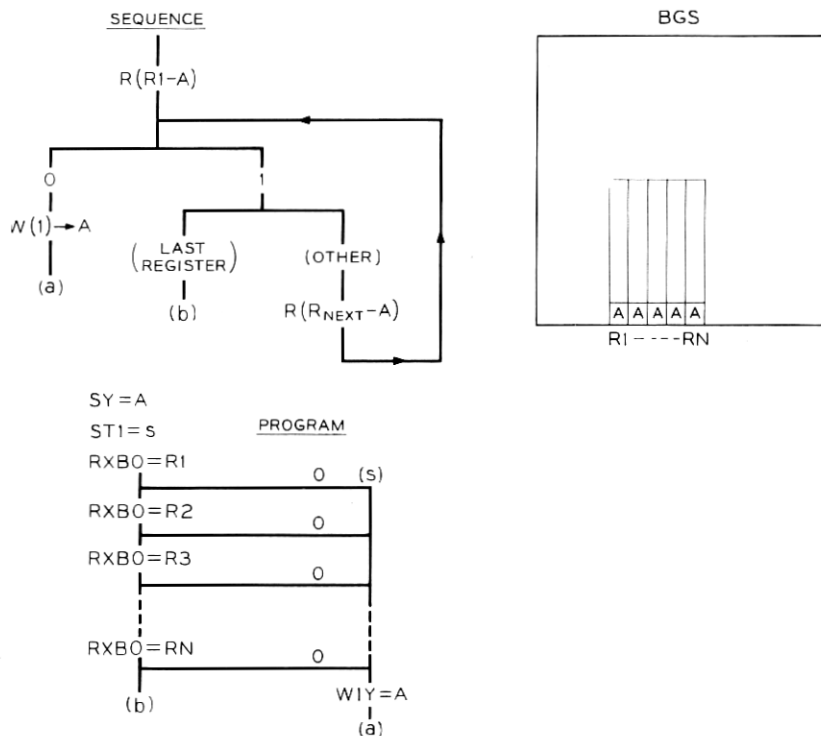 SEQUENCE
R(R1-A)
0 1
W(1)→A
(LAST REGISTER)
(OTHER)
(a)
(b)
R(RNEXT-A)
BGS
A A A A A
R1----RN
SY=A
ST1=s
PROGRAM
RXB0=R1 0 (s)
RXB0=R2 0
RXB0=R3 0
RXB0=RN 0
(b)
W1Y=A
(a)